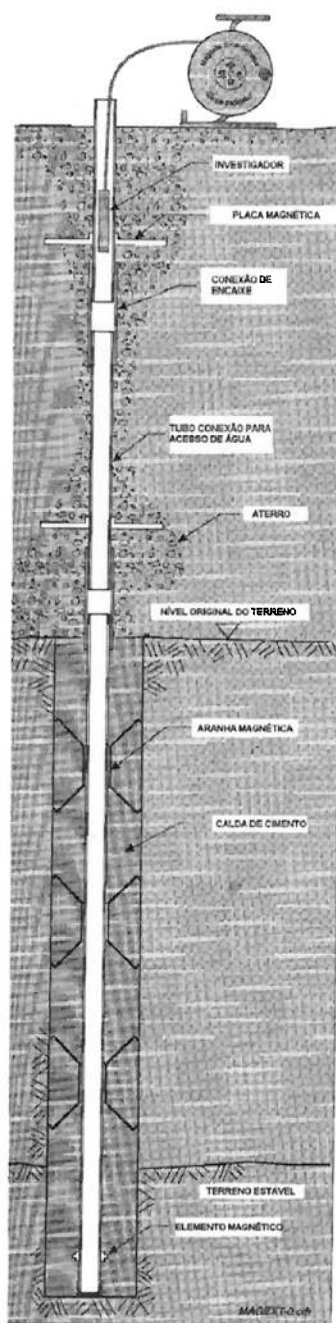 INVESTIGADOR
PLACA MAGNÉTICA
CONEXÃO DE
ENCAIXE
TUBO CONEXÃO PARA
ACESSO DE ÁGUA
ATERRO
NÍVEL ORIGINAL DO TERRENO
ARANHA MAGNÉTICA
CALDA DE CIMENTO
TERRENO ESTÁVEL
ELEMENTO MAGNÉTICO